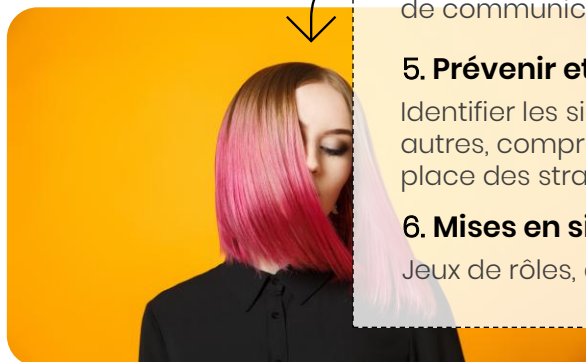 de communic
5. Prévenir et
Identifier les si
autres, compr
place des stra
6. Mises en si
Jeux de rôles,